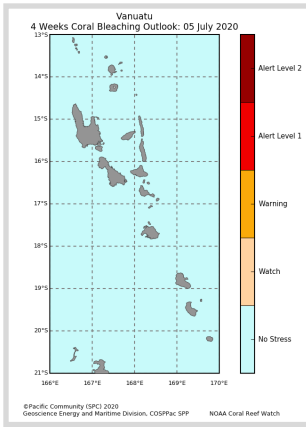 Vanuatu
4 Weeks Coral Bleaching Outlook: 05 July 2020
13°S
14°S
15°S
16°S
17°S
18°S
19°S
20°S
21°S
166°E 167°E 168°E 169°E 170°E
Alert Level 2
Alert Level 1
Warning
Watch
No Stress
©Pacific Community (SPC) 2020
Geoscience Energy and Maritime Division, COSPPac SPP NOAA Coral Reef Watch